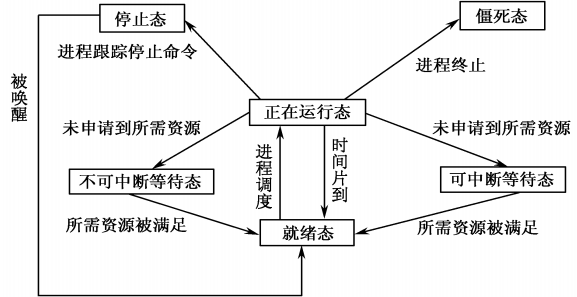 停止态
僵死态
进程跟踪停止命令
进程终止
被唤醒
正在运行态
未申请到所需资源
未申请到所需资源
进程调度
时间片到
不可中断等待态
可中断等待态
所需资源被满足
就绪态
所需资源被满足